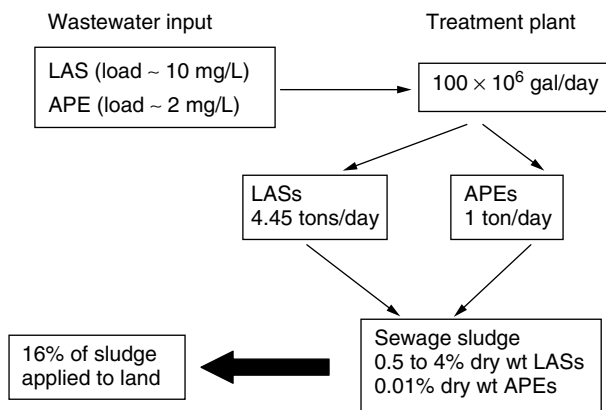 Wastewater input
Treatment plant
LAS (load ~ 10 mg/L)
APE (load ~ 2 mg/L)
100 × 10⁶ gal/day
LASs
4.45 tons/day
APEs
1 ton/day
Sewage sludge
0.5 to 4% dry wt LASs
0.01% dry wt APEs
16% of sludge
applied to land